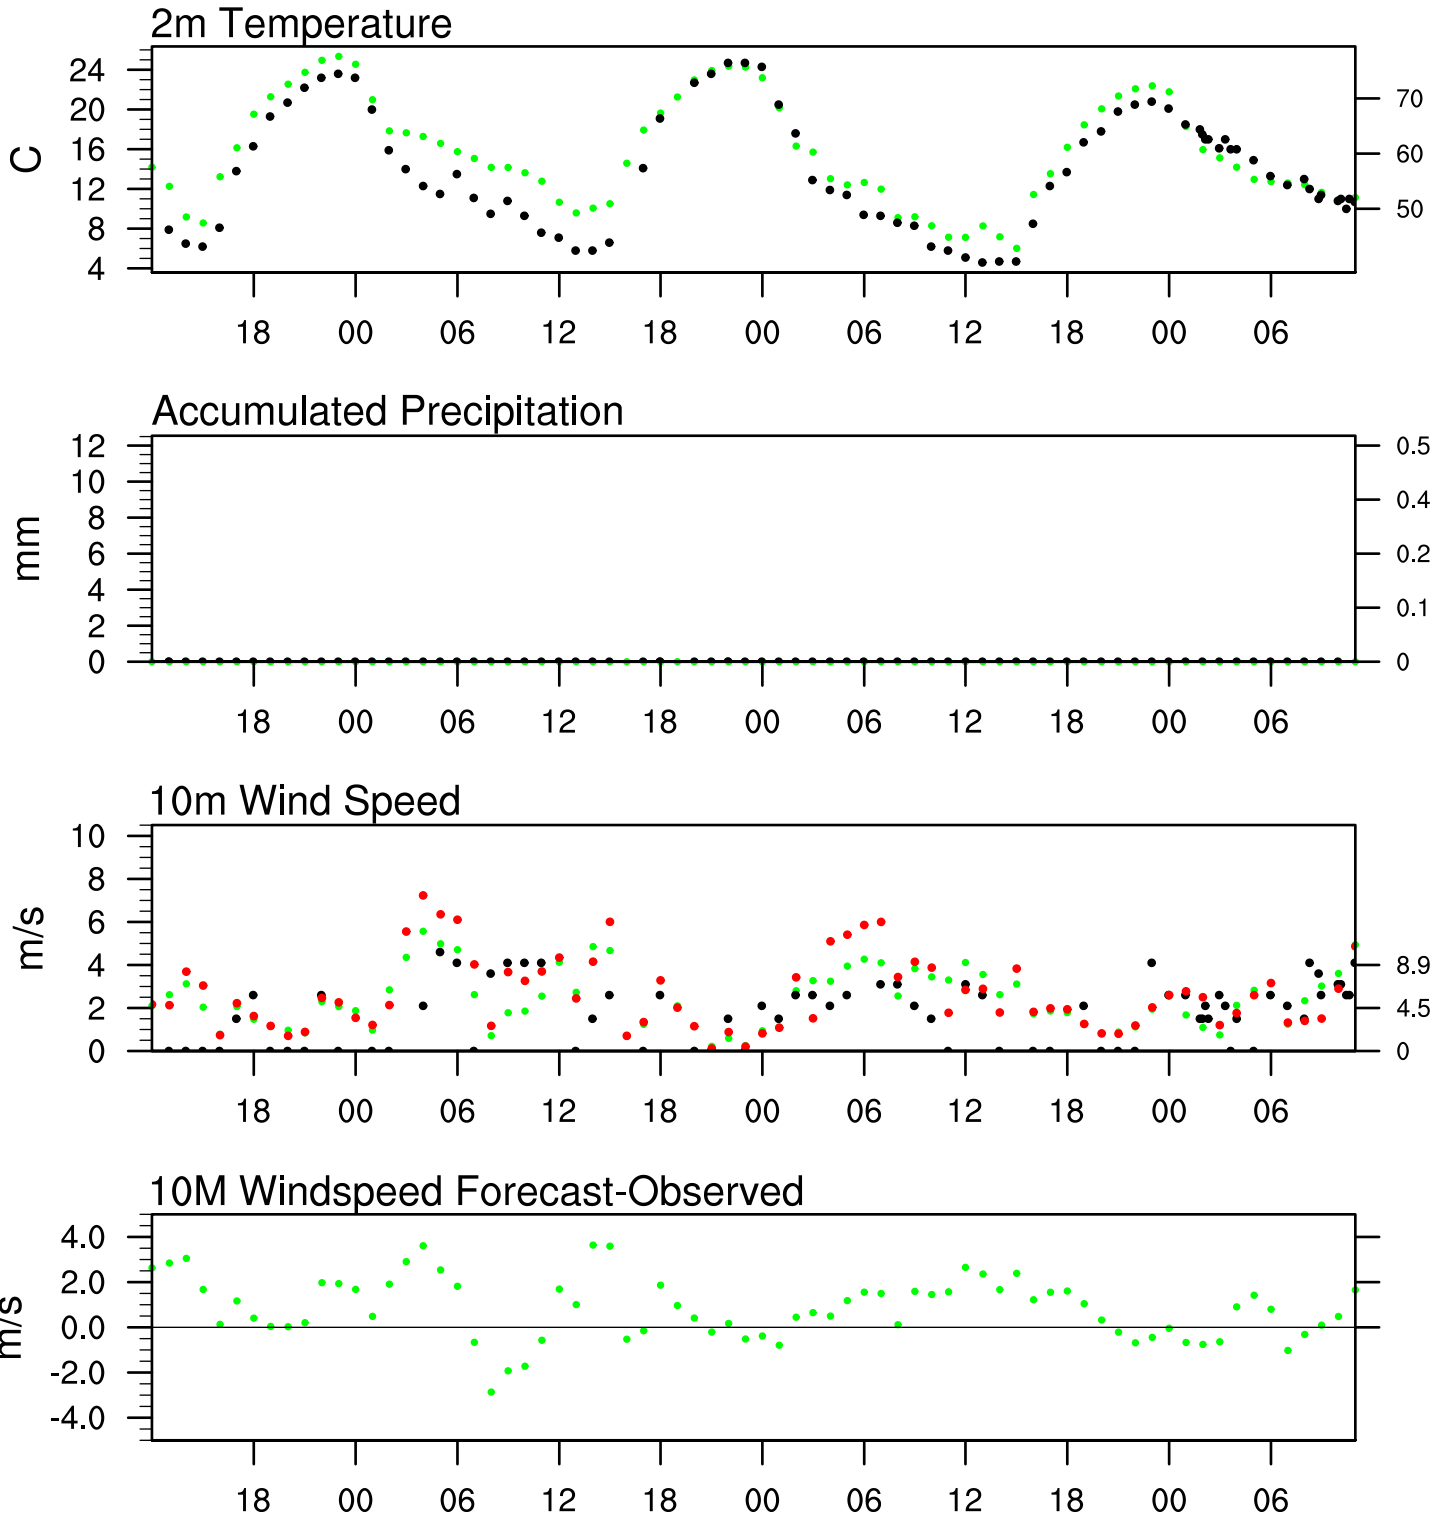 2m Temperature
24
20
16
12
8
4
C
70
60
50
18 00 06 12 18 00 06 12 18 00 06
Accumulated Precipitation
12
10
8
6
4
2
0
mm
0.5
0.4
0.2
0.1
0
18 00 06 12 18 00 06 12 18 00 06
10m Wind Speed
10
8
6
4
2
0
m/s
8.9
4.5
0
18 00 06 12 18 00 06 12 18 00 06
10M Windspeed Forecast-Observed
4.0
2.0
0.0
-2.0
-4.0
m/s
18 00 06 12 18 00 06 12 18 00 06